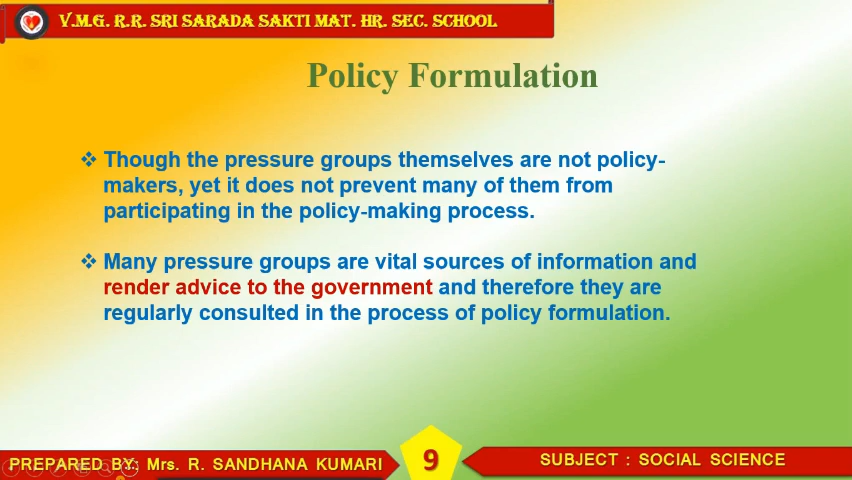 V.M.G. R.R. SRI SARADA SAKTI MAT. HR. SEC. SCHOOL
Policy Formulation
❖ Though the pressure groups themselves are not policy-
makers, yet it does not prevent many of them from
participating in the policy-making process.
❖ Many pressure groups are vital sources of information and
render advice to the government and therefore they are
regularly consulted in the process of policy formulation.
PREPARED BY: Mrs. R. SANDHANA KUMARI
9
SUBJECT : SOCIAL SCIENCE